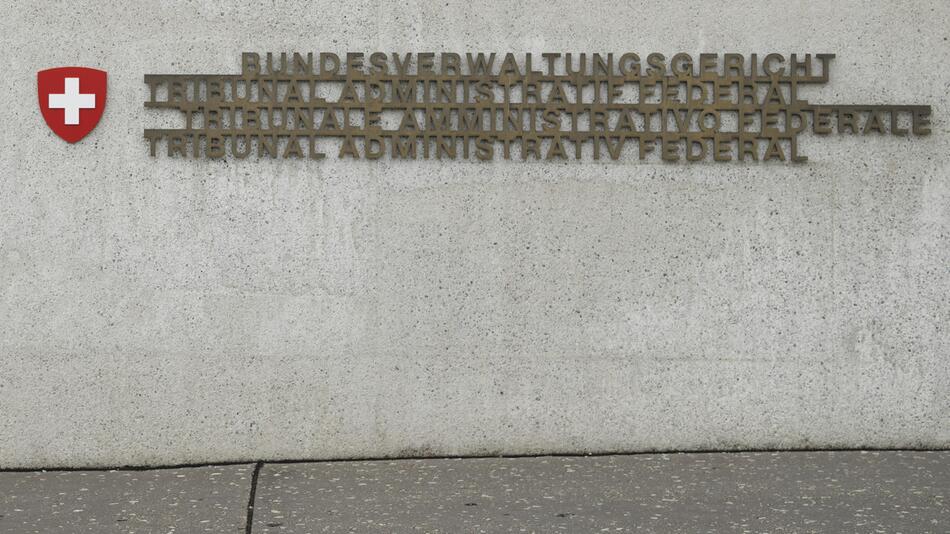 BUNDESVERWALTUNGSGERICHT
TRIBUNAL ADMINISTRATIF FEDERAL
TRIBUNALE AMMINISTRATIVO FEDERALE
TRIBUNAL ADMINISTRATIV FEDERAL